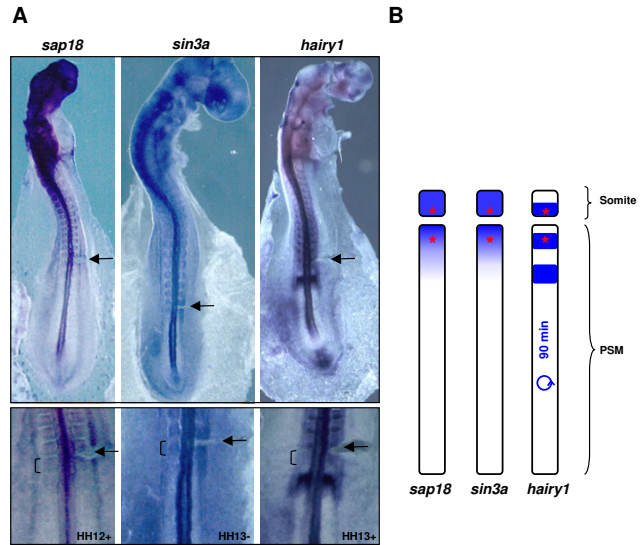 A
B
sap18
sin3a
hairy1
HH12+
HH13-
HH13+
Somite
90 min
PSM
sap18
sin3a
hairy1